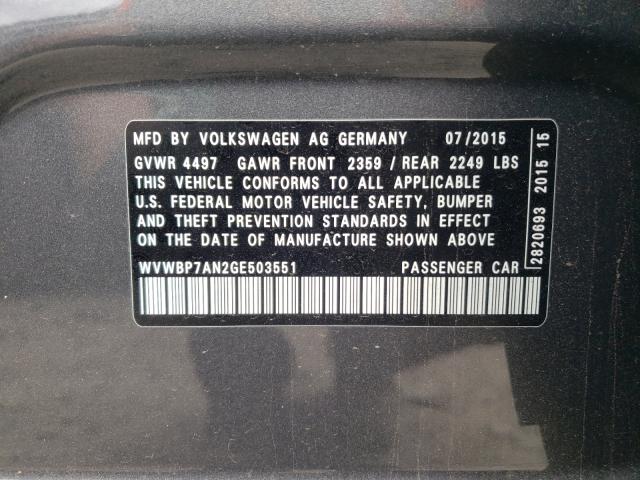 MFD BY VOLKSWAGEN AG GERMANY 07/2015
GVWR 4497 GAWR FRONT 2359 / REAR 2249 LBS
THIS VEHICLE CONFORMS TO ALL APPLICABLE
U.S. FEDERAL MOTOR VEHICLE SAFETY, BUMPER
AND THEFT PREVENTION STANDARDS IN EFFECT
ON THE DATE OF MANUFACTURE SHOWN ABOVE
WVWBP7AN2GE503551 PASSENGER CAR
2820693 2015 15